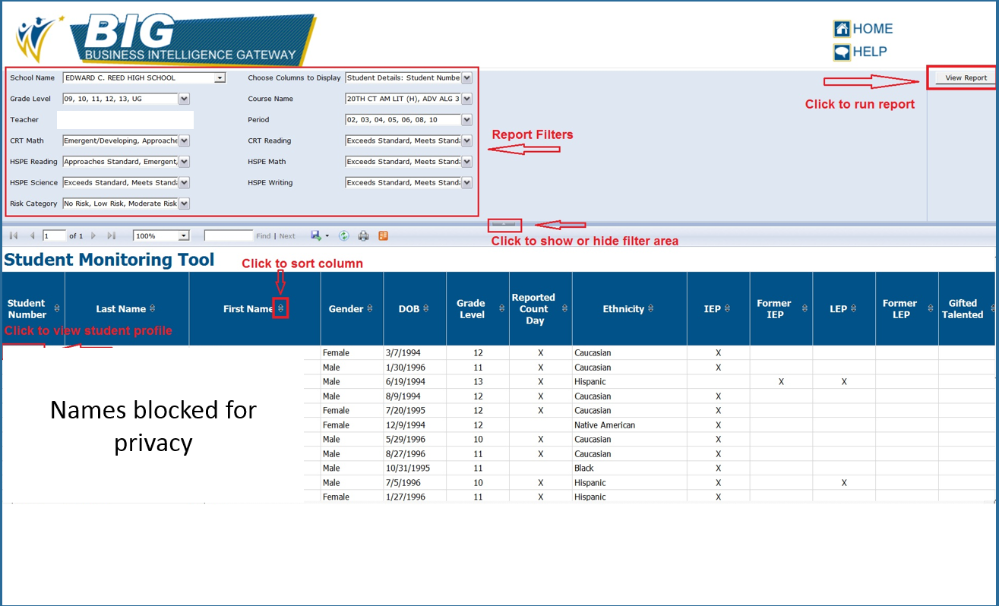 BIG
BUSINESS INTELLIGENCE GATEWAY
HOME
HELP
School Name EDWARD C. REED HIGH SCHOOL Choose Columns to Display Student Details: Student Numbe View Report
Grade Level 09, 10, 11, 12, 13, UG Course Name 20TH CT AM LIT (H), ADV ALG 3
Click to run report
Teacher Period 02, 03, 04, 05, 06, 08, 10
Report Filters
CRT Math Emergent/Developing, Approache CRT Reading Exceeds Standard, Meets Standa
HSPE Reading Approaches Standard, Emergent, HSPE Math Exceeds Standard, Meets Standa
HSPE Science Exceeds Standard, Meets Standa HSPE Writing Exceeds Standard, Meets Standa
Risk Category No Risk, Low Risk, Moderate Risk
1 of 1 100% Find | Next
Click to show or hide filter area
Student Monitoring Tool
Click to sort column
Student Number Last Name First Name Gender DOB Grade Level Reported Count Day Ethnicity IEP Former IEP LEP Former LEP Gifted Talented
Click to view student profile
Female 3/7/1994 12 X Caucasian X
Male 1/30/1996 11 X Caucasian X
Male 6/19/1994 13 X Hispanic X X
Male 8/9/1994 12 X Caucasian X
Female 7/20/1995 12 X Caucasian X
Female 12/9/1994 12 Native American X
Male 5/29/1996 10 X Caucasian X
Male 8/27/1996 11 X Caucasian X
Male 10/31/1995 11 Black X
Male 7/5/1996 10 X Hispanic X X
Female 1/27/1996 11 X Hispanic X
Names blocked for
privacy